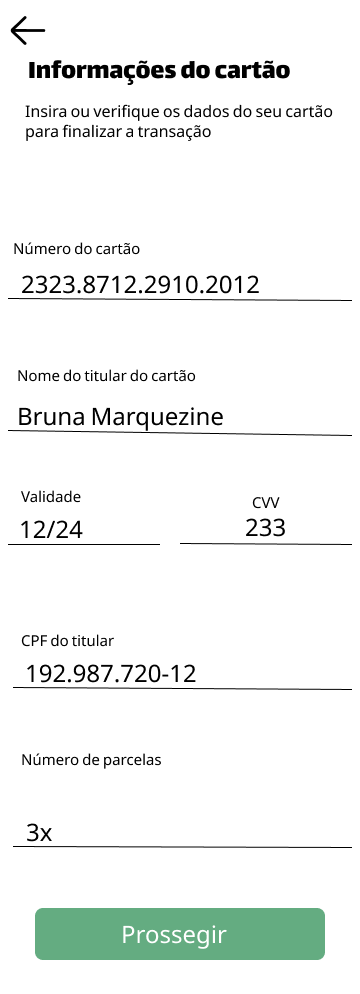 Informações do cartão
Insira ou verifique os dados do seu cartão
para finalizar a transação
Número do cartão
2323.8712.2910.2012
Nome do titular do cartão
Bruna Marquezine
Validade
CVV
12/24
233
CPF do titular
192.987.720-12
Número de parcelas
3x
Prossegir